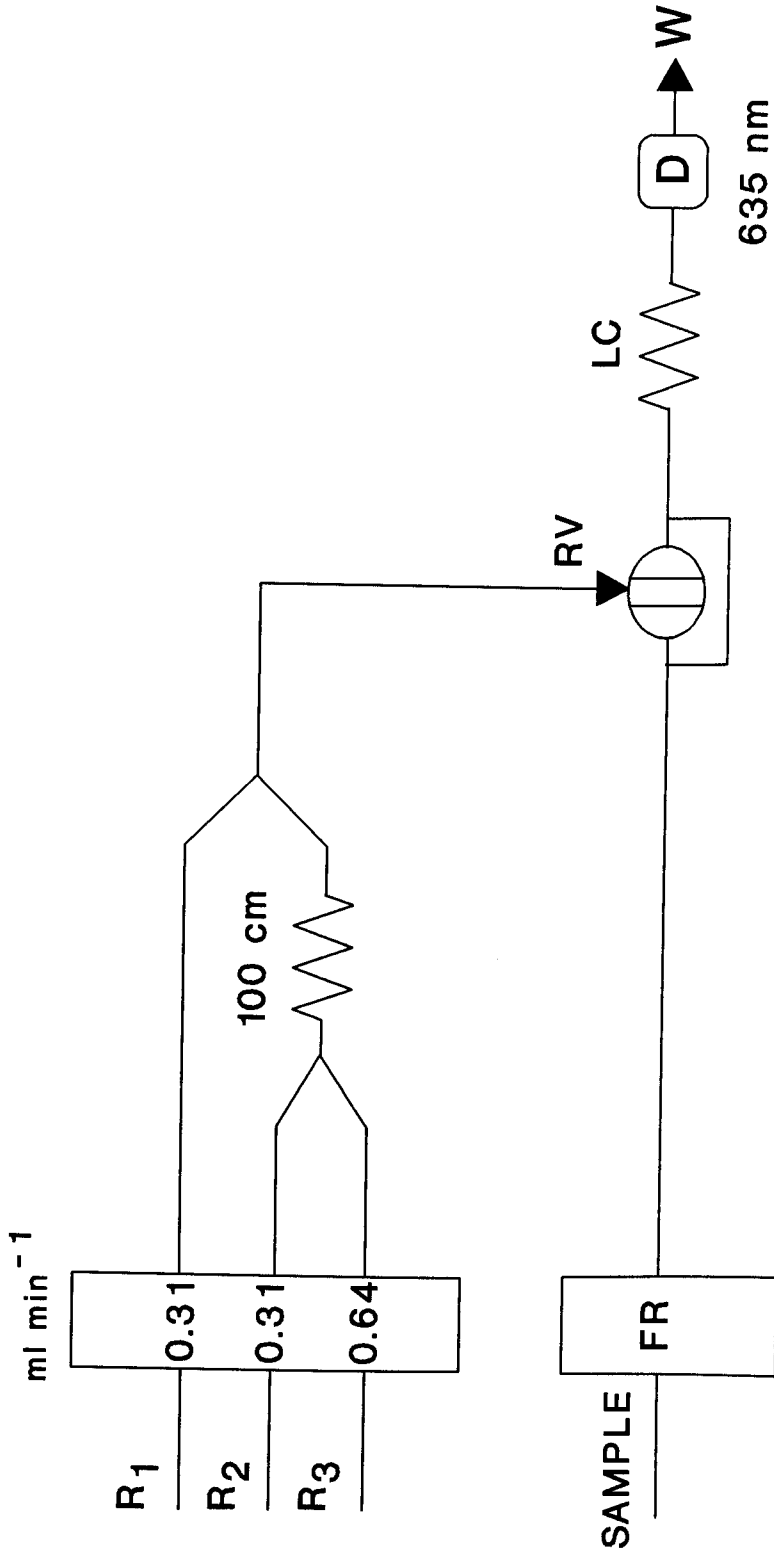 ml min⁻¹
R₁
0.31
R₂
0.31
R₃
0.64
100 cm
RV
LC
SAMPLE
FR
D
W
635 nm